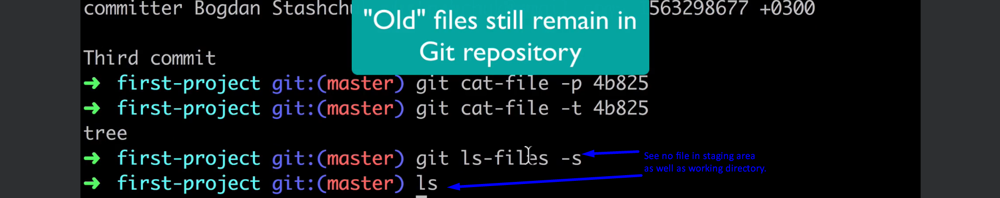 committer Bogdan Stashchu
563298677 +0300
"Old" files still remain in
Git repository
Third commit
➜ first-project git:(master) git cat-file -p 4b825
➜ first-project git:(master) git cat-file -t 4b825
tree
➜ first-project git:(master) git ls-files -s
See no file in staging area
as well as working directory.
➜ first-project git:(master) ls